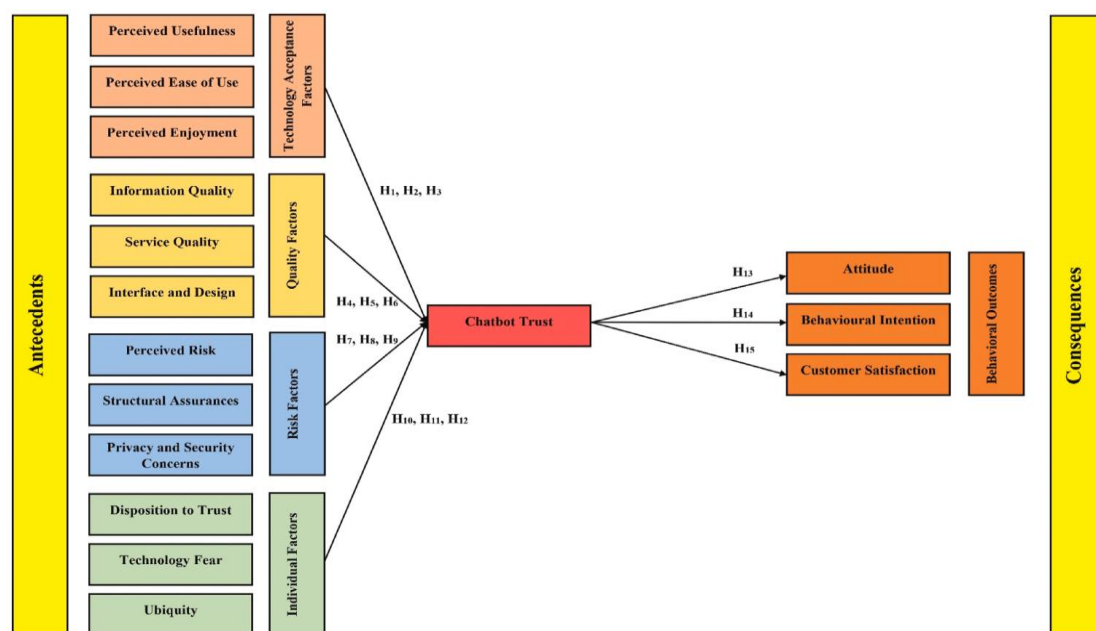 Antecedents
Perceived Usefulness
Perceived Ease of Use
Perceived Enjoyment
Technology Acceptance
Factors
Information Quality
Service Quality
Interface and Design
Quality Factors
Perceived Risk
Structural Assurances
Privacy and Security
Concerns
Risk Factors
Disposition to Trust
Technology Fear
Ubiquity
Individual Factors
H1, H2, H3
H4, H5, H6
H7, H8, H9
H10, H11, H12
Chatbot Trust
H13
H14
H15
Attitude
Behavioural Intention
Customer Satisfaction
Behavioral Outcomes
Consequences